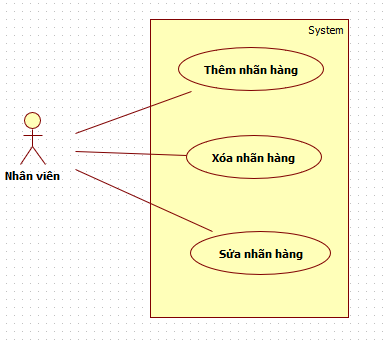 System
Thêm nhãn hàng
Xóa nhãn hàng
Nhân viên
Sửa nhãn hàng